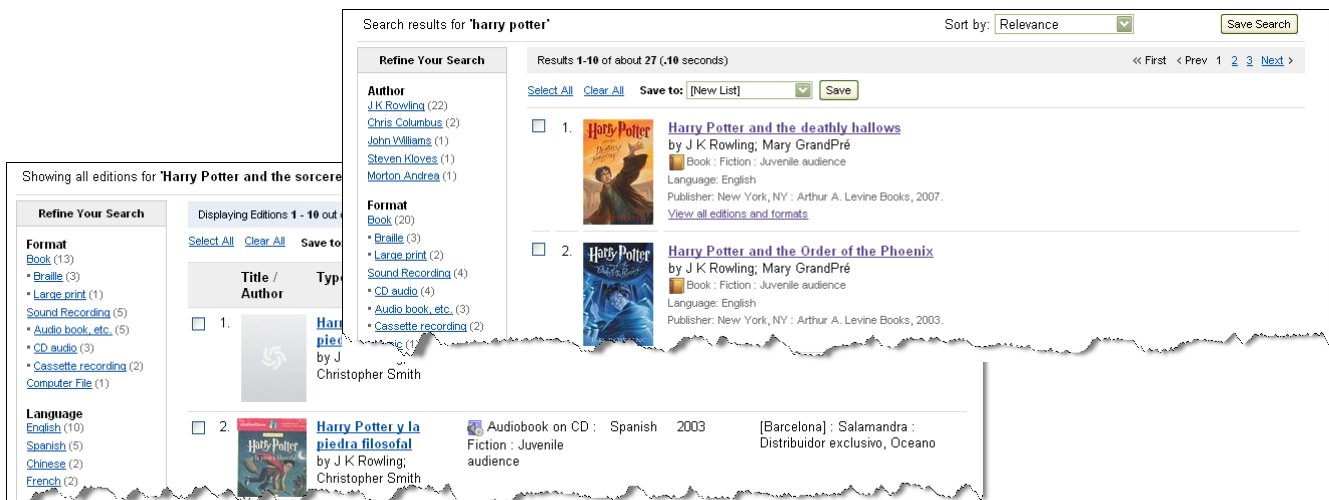 Search results for 'harry potter'
Sort by: Relevance
Save Search
Refine Your Search
Author
J K Rowling (22)
Chris Columbus (2)
John Williams (1)
Steven Kloves (1)
Morton Andrea (1)
Format
Book (20)
▪ Braille (3)
▪ Large print (2)
Sound Recording (4)
▪ CD audio (4)
▪ Audio book, etc. (3)
▪ Cassette recording (2)
Results 1-10 of about 27 (.10 seconds)
« First < Prev 1 2 3 Next >
Select All Clear All Save to: [New List] Save
1. Harry Potter and the deathly hallows
by J K Rowling; Mary GrandPré
Book : Fiction : Juvenile audience
Language: English
Publisher: New York, NY : Arthur A. Levine Books, 2007.
View all editions and formats
Harry Potter
2. Harry Potter and the Order of the Phoenix
by J K Rowling; Mary GrandPré
Book : Fiction : Juvenile audience
Language: English
Publisher: New York, NY : Arthur A. Levine Books, 2003.
Harry Potter
Showing all editions for 'Harry Potter and the sorcere
Refine Your Search
Format
Book (13)
▪ Braille (3)
▪ Large print (1)
Sound Recording (5)
▪ Audio book, etc. (5)
▪ CD audio (3)
▪ Cassette recording (2)
Computer File (1)
Language
English (10)
Spanish (5)
Chinese (2)
French (2)
Displaying Editions 1 - 10 out
Select All Clear All Save to
Title / Author
Typ
1. Harr
pied
by J
Christopher Smith
2. Harry Potter y la
piedra filosofal
by J K Rowling;
Christopher Smith
Harry Potter
Audiobook on CD :
Fiction : Juvenile
audience
Spanish
2003
[Barcelona] : Salamandra :
Distribuidor exclusivo, Oceano